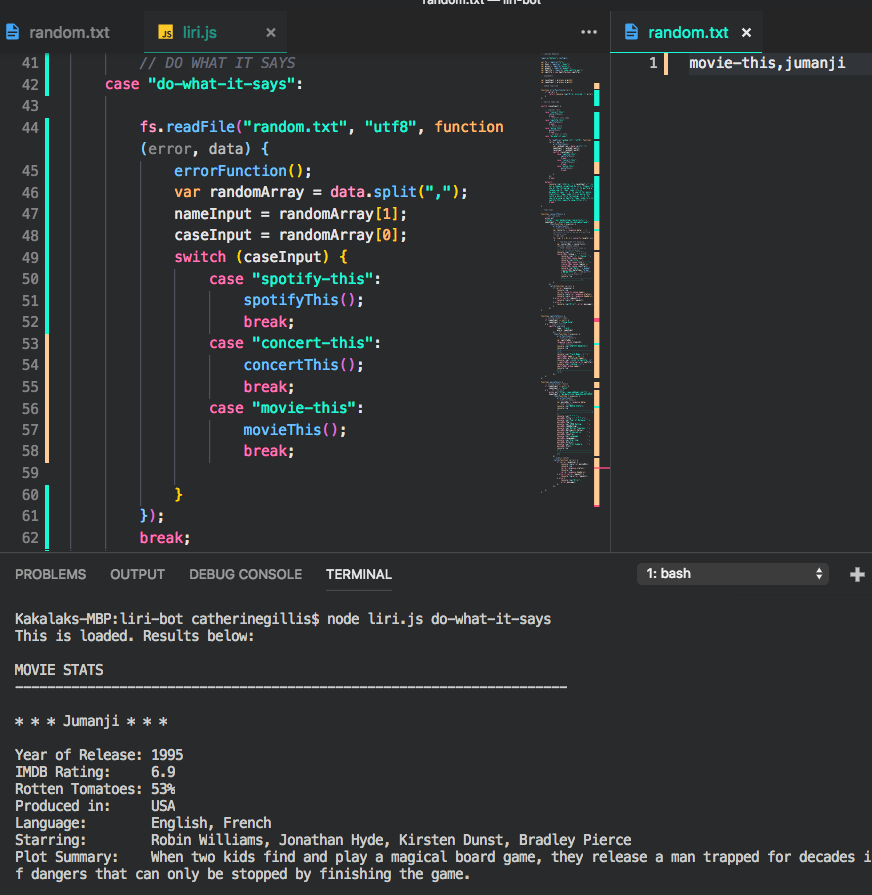 random.txt — liri-bot
random.txt
liri.js
random.txt
41 // DO WHAT IT SAYS
42 case "do-what-it-says":
43
44 fs.readFile("random.txt", "utf8", function
(error, data) {
45 errorFunction();
46 var randomArray = data.split(",");
47 nameInput = randomArray[1];
48 caseInput = randomArray[0];
49 switch (caseInput) {
50 case "spotify-this":
51 spotifyThis();
52 break;
53 case "concert-this":
54 concertThis();
55 break;
56 case "movie-this":
57 movieThis();
58 break;
59
60 }
61 });
62 break;
1 movie-this,jumanji
PROBLEMS OUTPUT DEBUG CONSOLE TERMINAL 1: bash
Kakalaks-MBP:liri-bot catherinegillis$ node liri.js do-what-it-says
This is loaded. Results below:
MOVIE STATS
---------------------------------------------------------------------
* * * Jumanji * * *
Year of Release: 1995
IMDB Rating: 6.9
Rotten Tomatoes: 53%
Produced in: USA
Language: English, French
Starring: Robin Williams, Jonathan Hyde, Kirsten Dunst, Bradley Pierce
Plot Summary: When two kids find and play a magical board game, they release a man trapped for decades i
f dangers that can only be stopped by finishing the game.